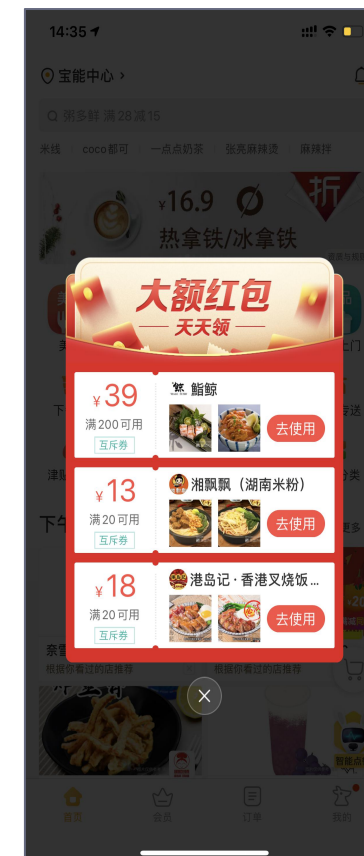 14:35
宝能中心
粥多鲜 满28减15
米线
coco都可
一点点奶茶
张亮麻辣烫
麻辣拌
¥16.9
折
热拿铁/冰拿铁
大额红包
天天领
¥39
满200可用
互斥券
鮨鲸
去使用
¥13
满20可用
互斥券
湘飘飘（湖南米粉）
去使用
¥18
满20可用
互斥券
港岛记·香港叉烧饭...
去使用
根据你看过的店推荐
根据你看过的店推荐
首页
会员
订单
我的